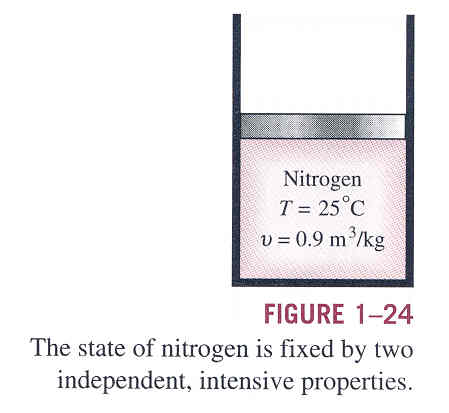 Nitrogen
T = 25°C
υ = 0.9 m³/kg
FIGURE 1–24
The state of nitrogen is fixed by two
independent, intensive properties.